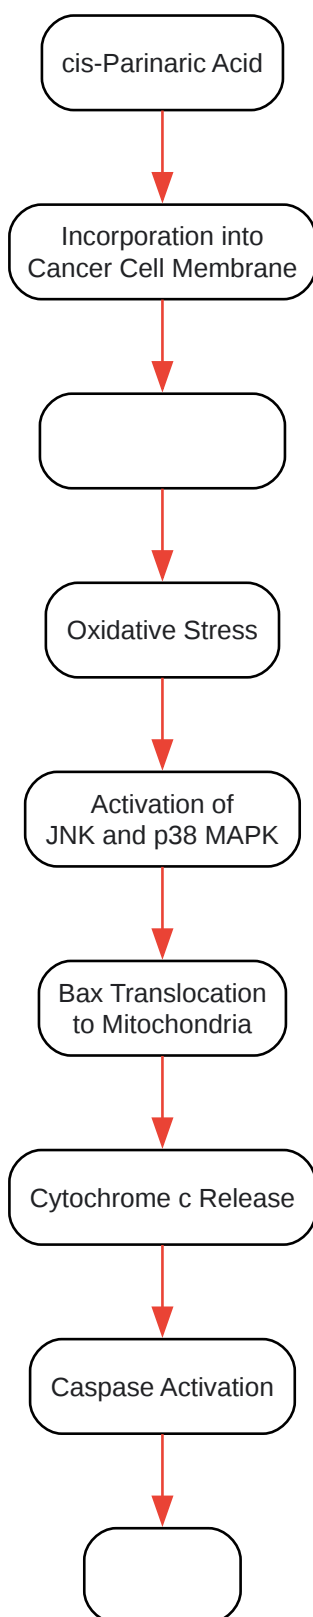 cis-Parinaric Acid
Incorporation into
Cancer Cell Membrane
Oxidative Stress
Activation of
JNK and p38 MAPK
Bax Translocation
to Mitochondria
Cytochrome c Release
Caspase Activation